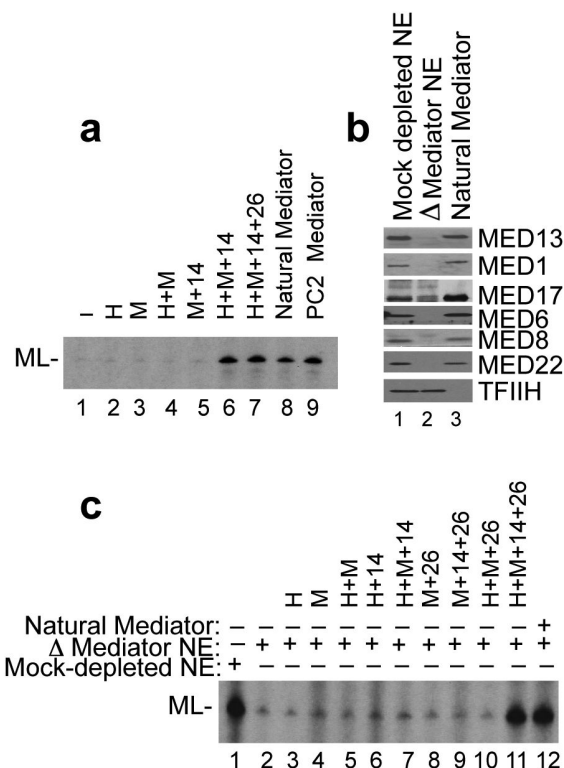 a
–
H
M
H+M
M+14
H+M+14
H+M+14+26
Natural Mediator
PC2 Mediator
ML-
1 2 3 4 5 6 7 8 9
b
Mock depleted NE
Δ Mediator NE
Natural Mediator
MED13
MED1
MED17
MED6
MED8
MED22
TFIIH
1 2 3
c
H
M
H+M
H+14
H+M+14
M+26
M+14+26
H+M+26
H+M+14+26
Natural Mediator: – – – – – – – – – – – +
Δ Mediator NE: – + + + + + + + + + + +
Mock-depleted NE: + – – – – – – – – – – –
ML-
1 2 3 4 5 6 7 8 9 10 11 12